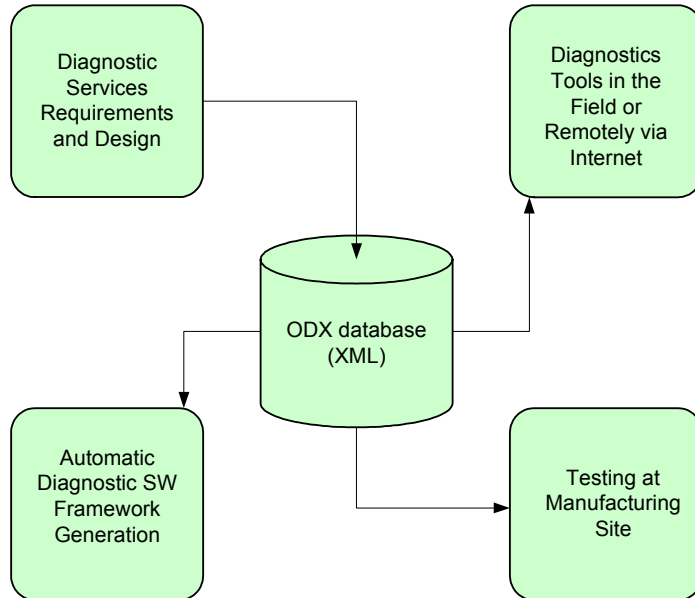 Diagnostic
Services
Requirements
and Design
Diagnostics
Tools in the
Field or
Remotely via
Internet
ODX database
(XML)
Automatic
Diagnostic SW
Framework
Generation
Testing at
Manufacturing
Site